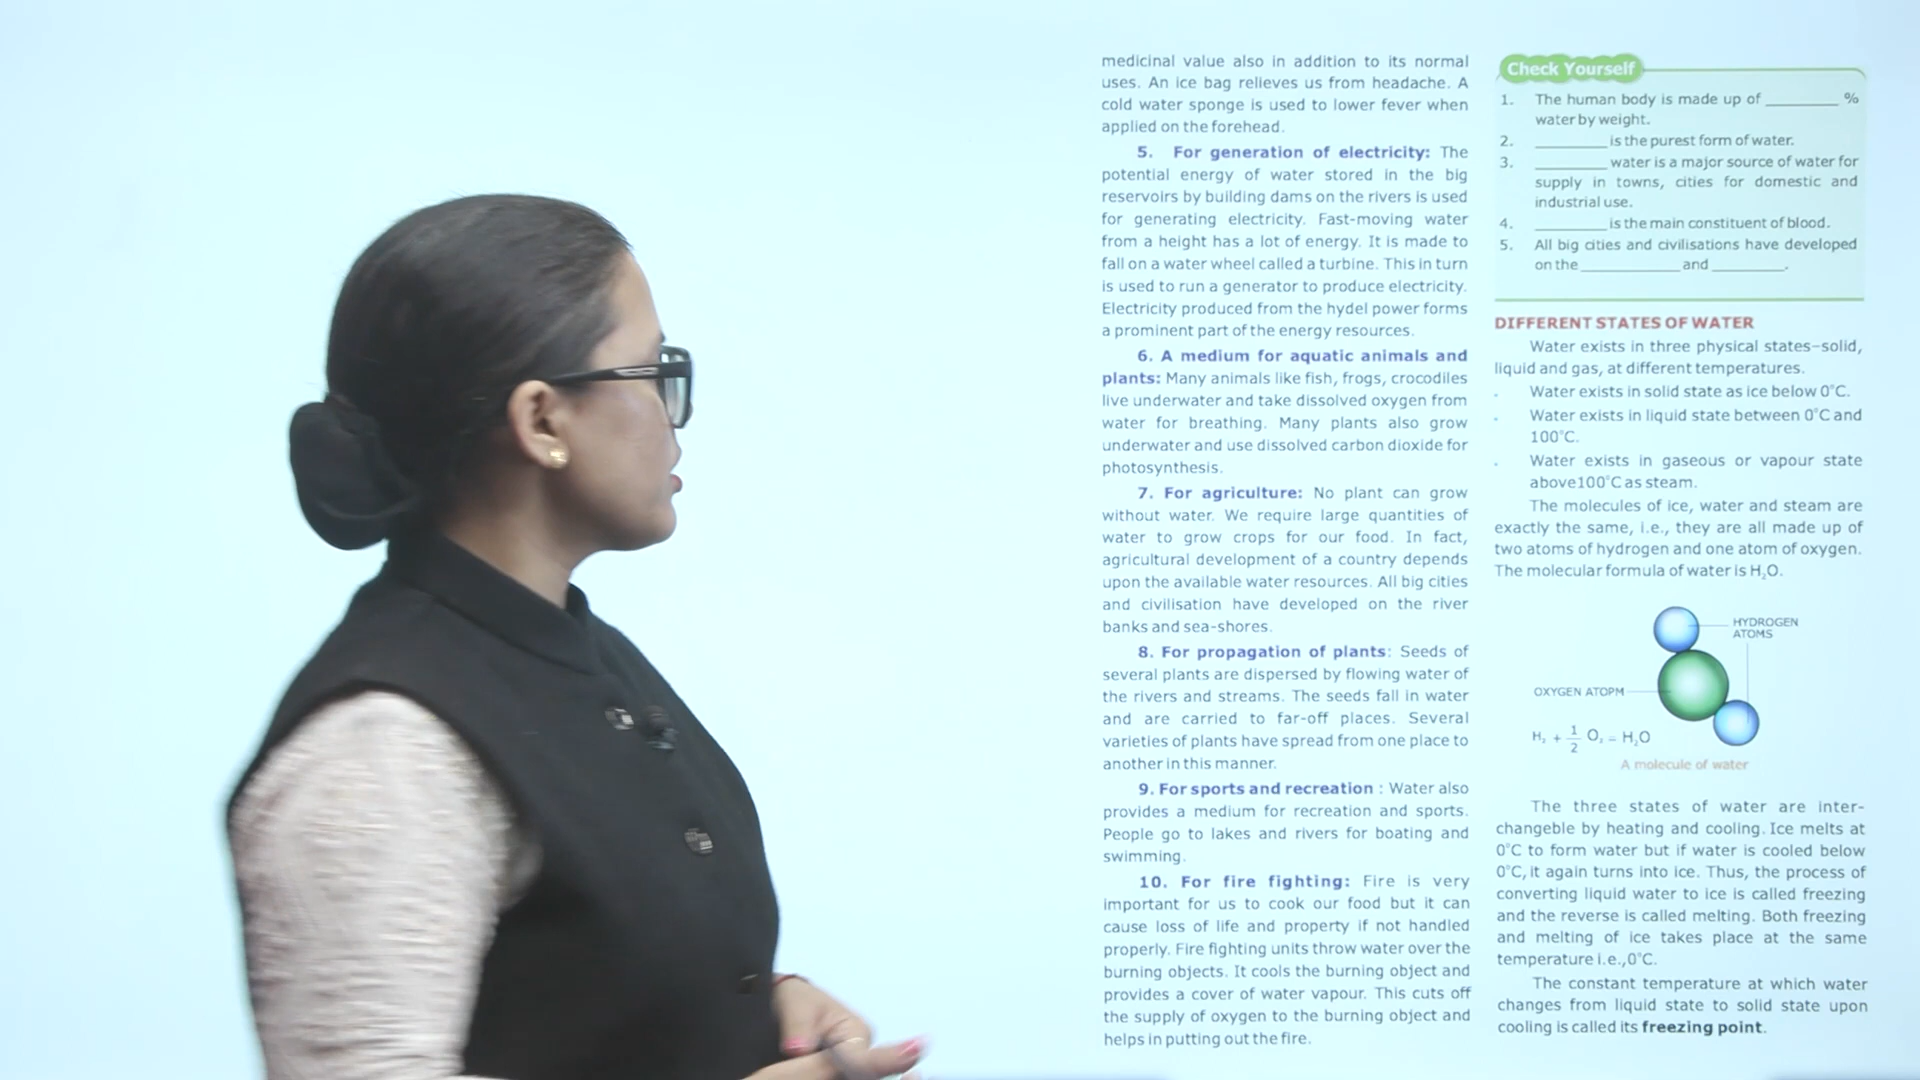 medicinal value also in addition to its normal
uses. An ice bag relieves us from headache. A
cold water sponge is used to lower fever when
applied on the forehead.
5. For generation of electricity: The
potential energy of water stored in the big
reservoirs by building dams on the rivers is used
for generating electricity. Fast-moving water
from a height has a lot of energy. It is made to
fall on a water wheel called a turbine. This in turn
is used to run a generator to produce electricity.
Electricity produced from the hydel power forms
a prominent part of the energy resources.
6. A medium for aquatic animals and
plants: Many animals like fish, frogs, crocodiles
live underwater and take dissolved oxygen from
water for breathing. Many plants also grow
underwater and use dissolved carbon dioxide for
photosynthesis.
7. For agriculture: No plant can grow
without water. We require large quantities of
water to grow crops for our food. In fact,
agricultural development of a country depends
upon the available water resources. All big cities
and civilisation have developed on the river
banks and sea-shores.
8. For propagation of plants: Seeds of
several plants are dispersed by flowing water of
the rivers and streams. The seeds fall in water
and are carried to far-off places. Several
varieties of plants have spread from one place to
another in this manner.
9. For sports and recreation : Water also
provides a medium for recreation and sports.
People go to lakes and rivers for boating and
swimming.
10. For fire fighting: Fire is very
important for us to cook our food but it can
cause loss of life and property if not handled
properly. Fire fighting units throw water over the
burning objects. It cools the burning object and
provides a cover of water vapour. This cuts off
the supply of oxygen to the burning object and
helps in putting out the fire.
Check Yourself
1. The human body is made up of ________ %
water by weight.
2. ________ is the purest form of water.
3. ________ water is a major source of water for
supply in towns, cities for domestic and
industrial use.
4. ________ is the main constituent of blood.
5. All big cities and civilisations have developed
on the ___________ and ________.
DIFFERENT STATES OF WATER
Water exists in three physical states–solid,
liquid and gas, at different temperatures.
· Water exists in solid state as ice below 0°C.
· Water exists in liquid state between 0°C and
100°C.
· Water exists in gaseous or vapour state
above100°C as steam.
The molecules of ice, water and steam are
exactly the same, i.e., they are all made up of
two atoms of hydrogen and one atom of oxygen.
The molecular formula of water is H₂O.
HYDROGEN
ATOMS
OXYGEN ATOPM
H₂ + 1/2 O₂ = H₂O
A molecule of water
The three states of water are inter-
changeble by heating and cooling. Ice melts at
0°C to form water but if water is cooled below
0°C, it again turns into ice. Thus, the process of
converting liquid water to ice is called freezing
and the reverse is called melting. Both freezing
and melting of ice takes place at the same
temperature i.e.,0°C.
The constant temperature at which water
changes from liquid state to solid state upon
cooling is called its freezing point.